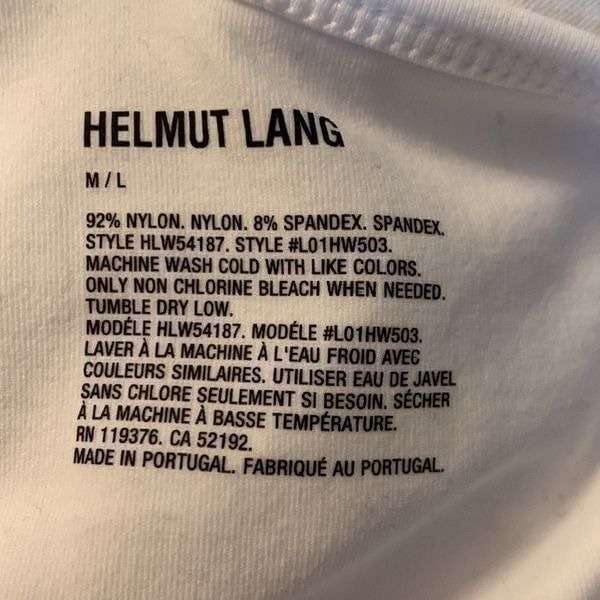 HELMUT LANG
M / L
92% NYLON. NYLON. 8% SPANDEX. SPANDEX.
STYLE HLW54187. STYLE #L01HW503.
MACHINE WASH COLD WITH LIKE COLORS.
ONLY NON CHLORINE BLEACH WHEN NEEDED.
TUMBLE DRY LOW.
MODÉLE HLW54187. MODÉLE #L01HW503.
LAVER À LA MACHINE À L'EAU FROID AVEC
COULEURS SIMILAIRES. UTILISER EAU DE JAVEL
SANS CHLORE SEULEMENT SI BESOIN. SÉCHER
À LA MACHINE À BASSE TEMPÉRATURE.
RN 119376. CA 52192.
MADE IN PORTUGAL. FABRIQUÉ AU PORTUGAL.